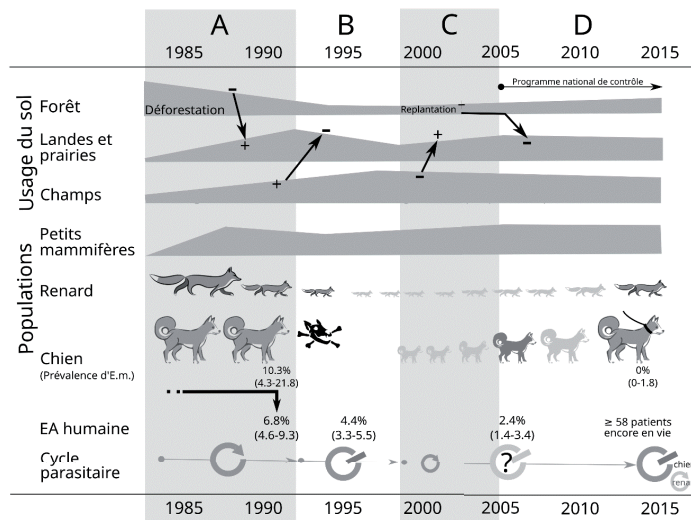 A B C D
1985 1990 1995 2000 2005 2010 2015
Programme national de contrôle
Usage du sol
Forêt
Déforestation
Replantation
Landes et
prairies
Champs
Populations
Petits
mammifères
Renard
Chien
(Prévalence d'E.m.)
10.3%
(4.3-21.8)
0%
(0-1.8)
EA humaine
6.8%
(4.6-9.3)
4.4%
(3.3-5.5)
2.4%
(1.4-3.4)
≥ 58 patients
encore en vie
Cycle
parasitaire
?
chie
rena
1985 1990 1995 2000 2005 2010 2015